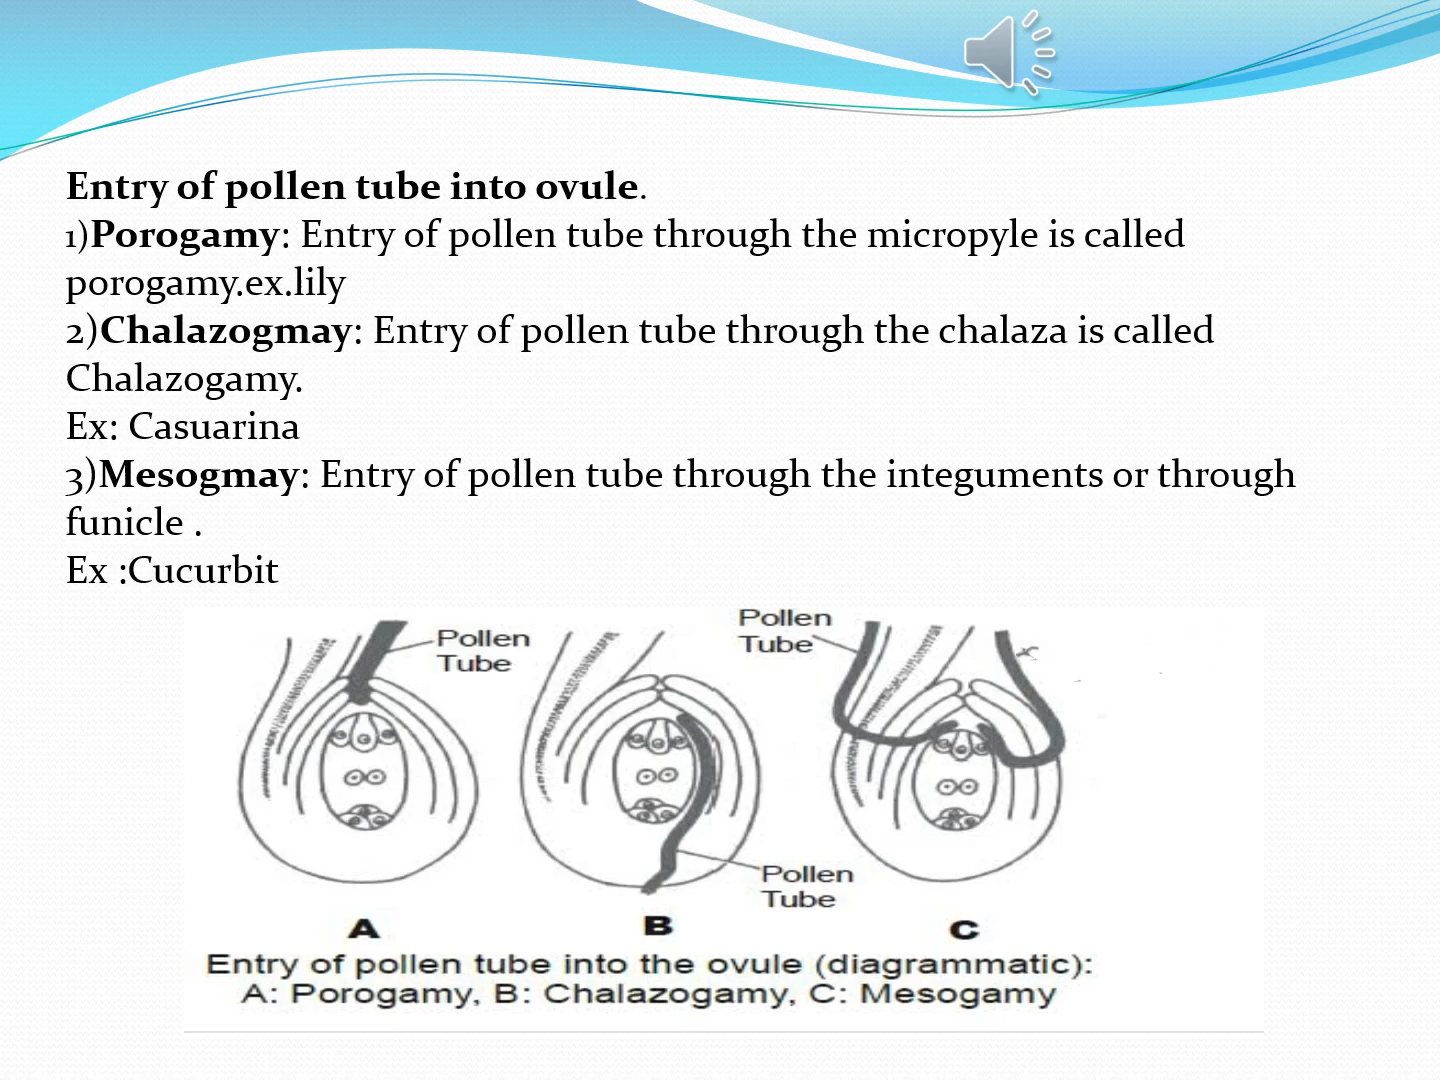 Entry of pollen tube into ovule.
1)Porogamy: Entry of pollen tube through the micropyle is called
porogamy.ex.lily
2)Chalazogmay: Entry of pollen tube through the chalaza is called
Chalazogamy.
Ex: Casuarina
3)Mesogmay: Entry of pollen tube through the integuments or through
funicle .
Ex :Cucurbit
Pollen
Tube
Pollen
Tube
Pollen
Tube
A
B
C
Entry of pollen tube into the ovule (diagrammatic):
A: Porogamy, B: Chalazogamy, C: Mesogamy